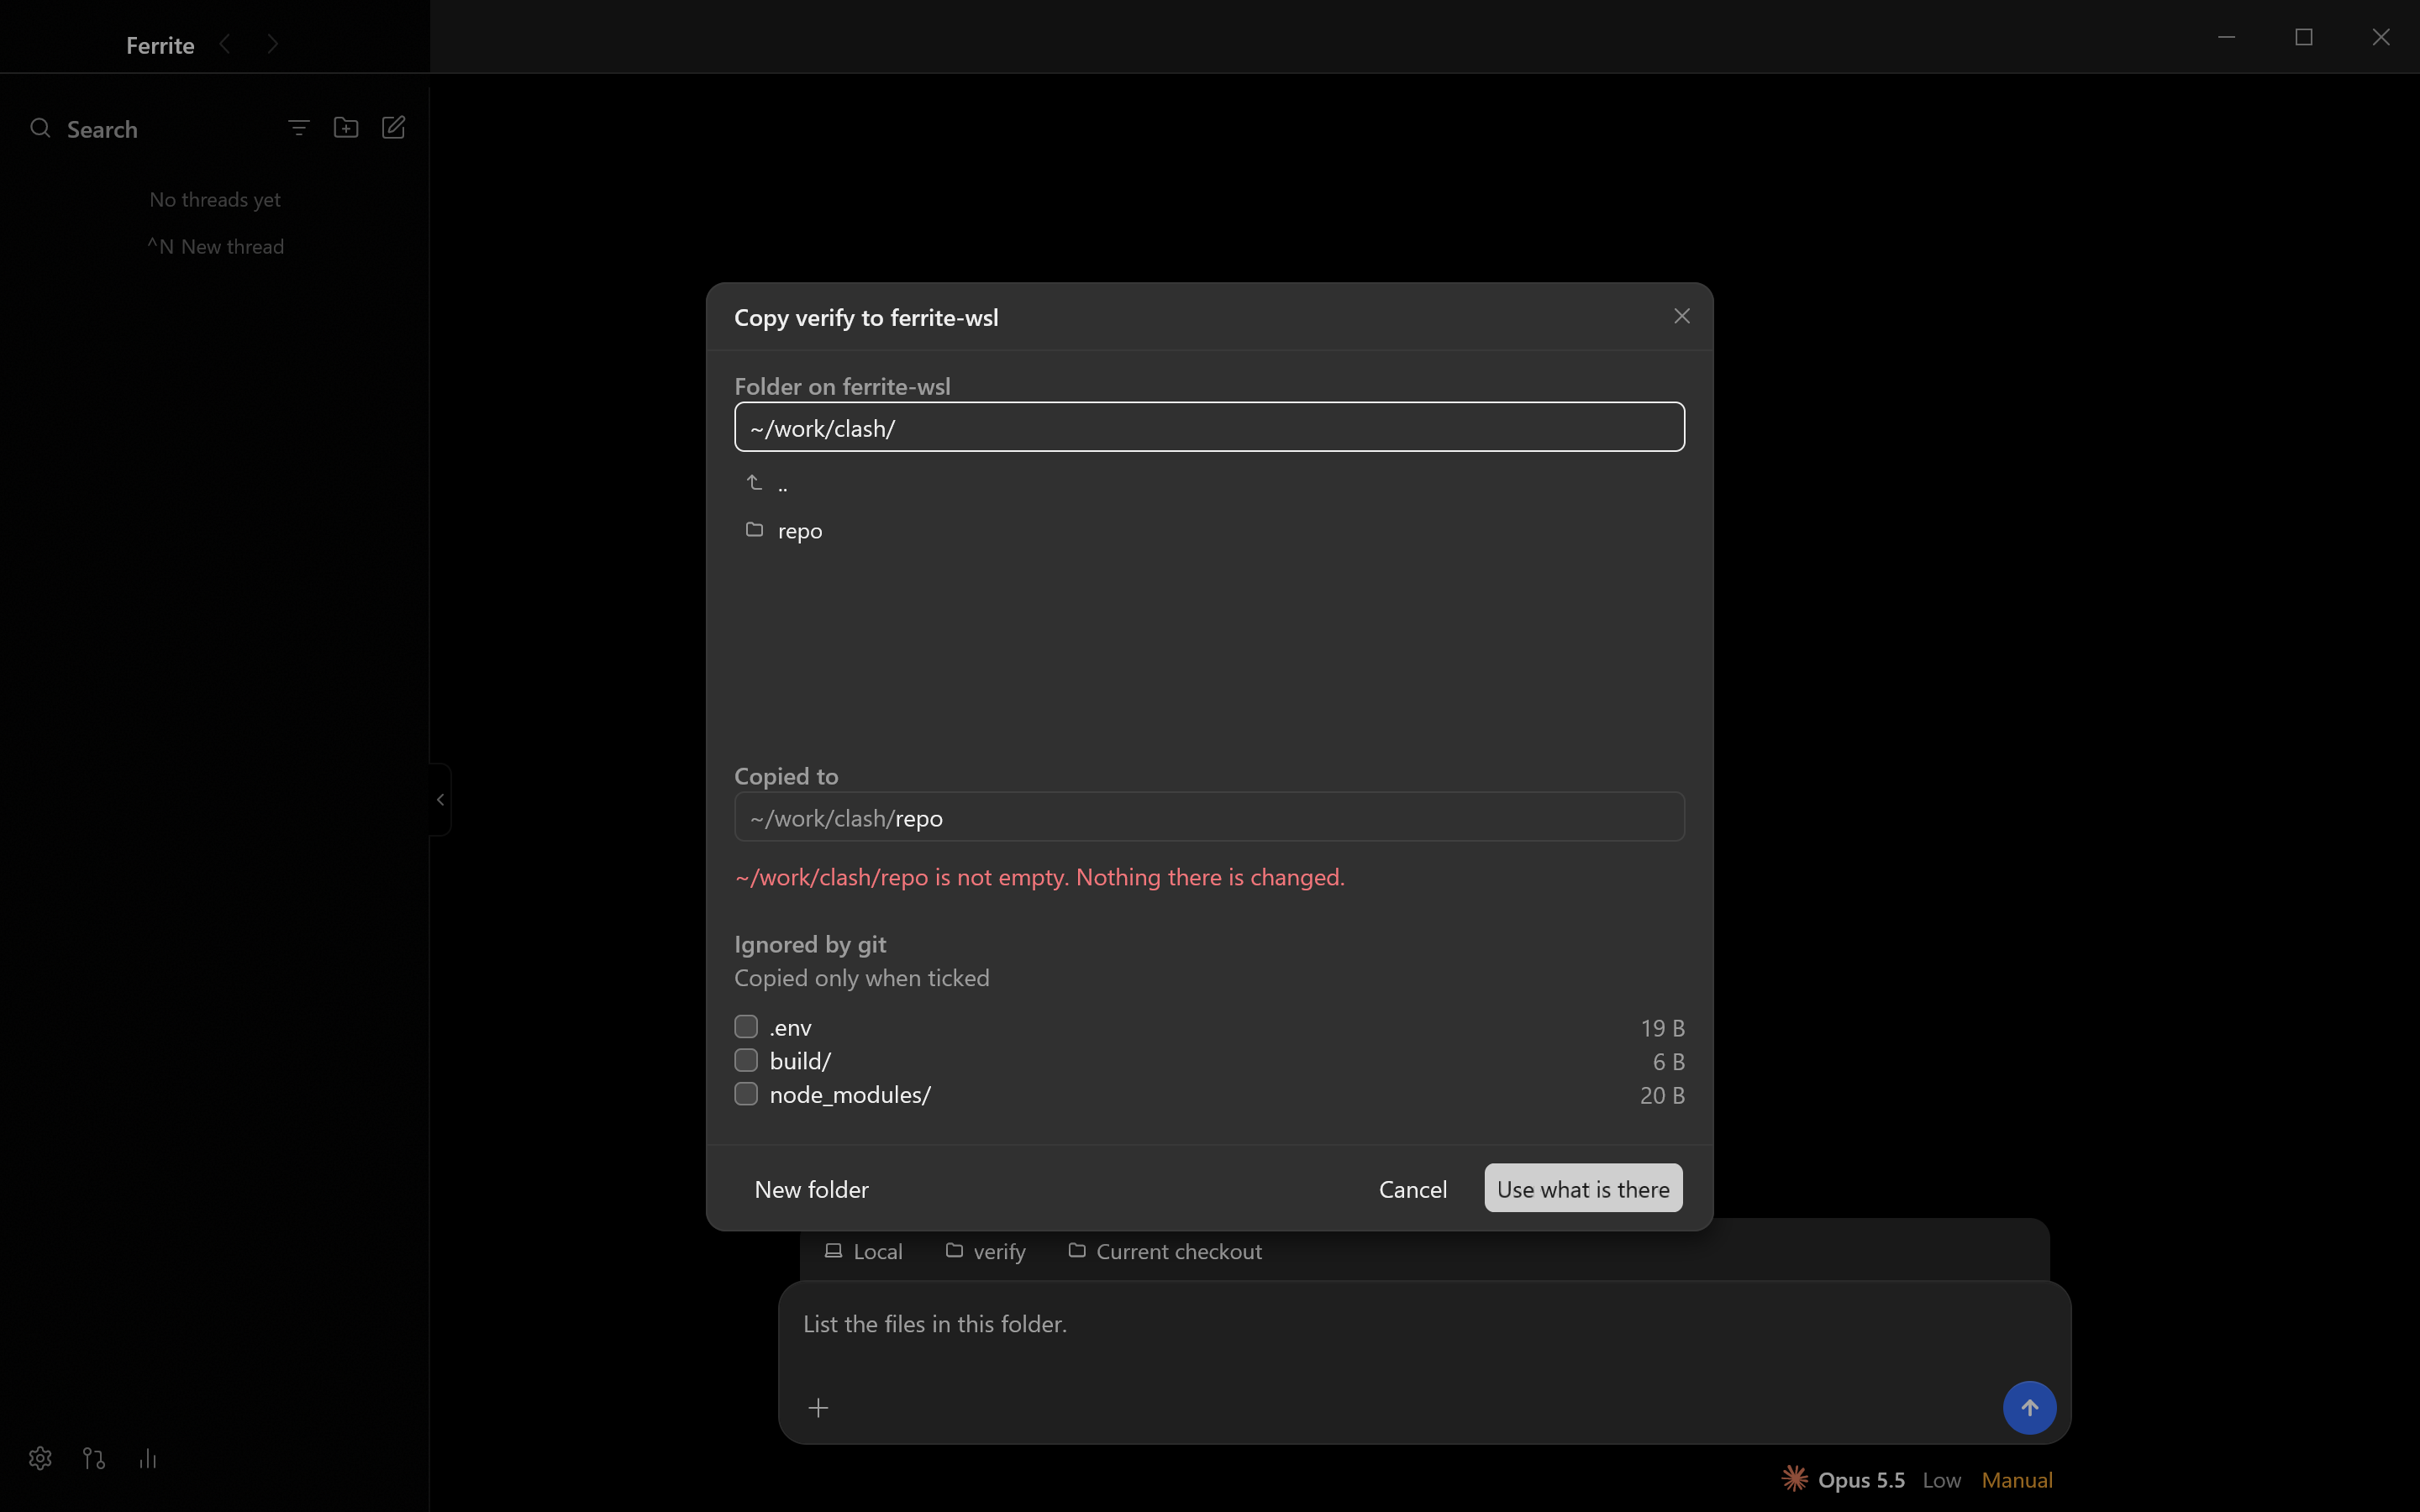 Ferrite
Search
No threads yet
^N New thread
Copy verify to ferrite-wsl
Folder on ferrite-wsl
~/work/clash/
..
repo
Copied to
~/work/clash/repo
~/work/clash/repo is not empty. Nothing there is changed.
Ignored by git
Copied only when ticked
.env 19 B
build/ 6 B
node_modules/ 20 B
New folder Cancel Use what is there
Local verify Current checkout
List the files in this folder.
Opus 5.5 Low Manual